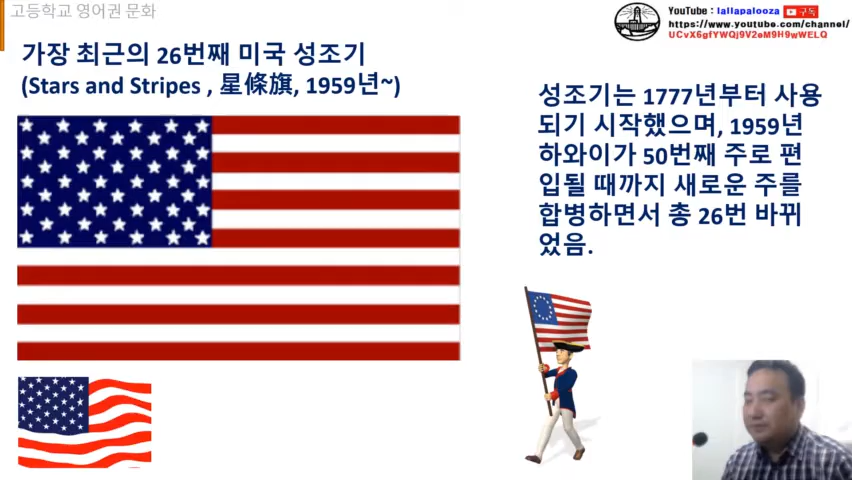 고등학교 영어권 문화
YouTube : lallapalooza 구독
https://www.youtube.com/channel/
UCvX6gfYWQj9V2eM9H9wWELQ
가장 최근의 26번째 미국 성조기
(Stars and Stripes , 星條旗, 1959년~)
성조기는 1777년부터 사용
되기 시작했으며, 1959년
하와이가 50번째 주로 편
입될 때까지 새로운 주를
합병하면서 총 26번 바뀌
었음.